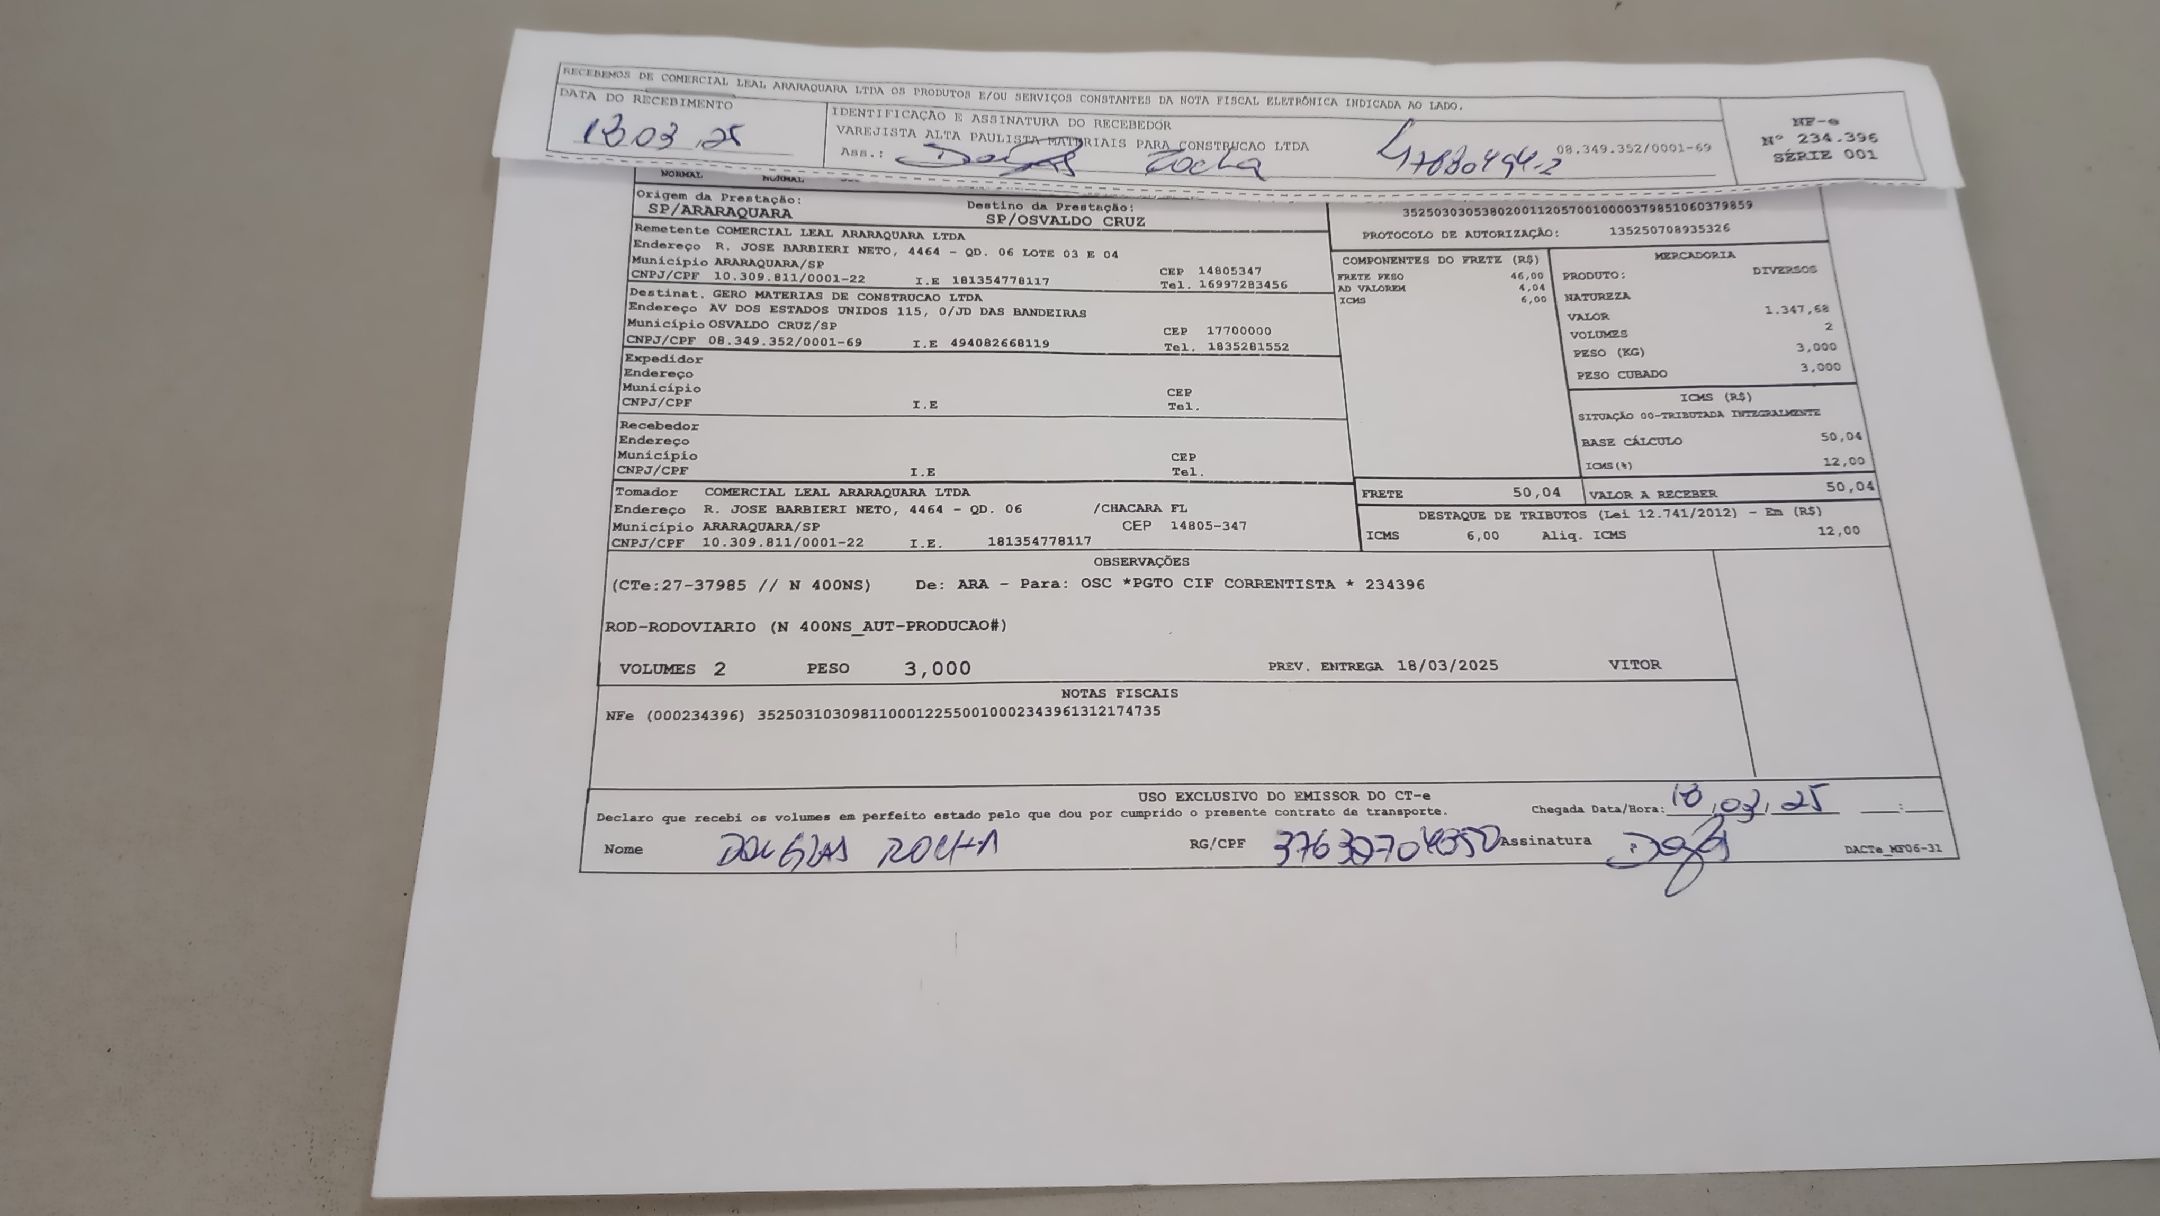 RECEBEMOS DE COMERCIAL LEAL ARARAQUARA LTDA OS PRODUTOS E/OU SERVIÇOS CONSTANTES DA NOTA FISCAL ELETRÔNICA INDICADA AO LADO.
DATA DO RECEBIMENTO
IDENTIFICAÇÃO E ASSINATURA DO RECEBEDOR
VAREJISTA ALTA PAULISTA MATERIAIS PARA CONSTRUCAO LTDA 08.349.352/0001-69
Ass.:
NF-e
Nº 234.396
SÉRIE 001
NORMAL NORMAL
Origem da Prestação: Destino da Prestação:
SP/ARARAQUARA SP/OSVALDO CRUZ
35250303053802001120570010000379851060379859
PROTOCOLO DE AUTORIZAÇÃO: 135250708935326
Remetente COMERCIAL LEAL ARARAQUARA LTDA
Endereço R. JOSE BARBIERI NETO, 4464 - QD. 06 LOTE 03 E 04
Município ARARAQUARA/SP CEP 14805347
CNPJ/CPF 10.309.811/0001-22 I.E 181354778117 Tel. 16997283456
Destinat. GERO MATERIAS DE CONSTRUCAO LTDA
Endereço AV DOS ESTADOS UNIDOS 115, 0/JD DAS BANDEIRAS
Município OSVALDO CRUZ/SP CEP 17700000
CNPJ/CPF 08.349.352/0001-69 I.E 494082668119 Tel. 1835281552
Expedidor
Endereço
Município CEP
CNPJ/CPF I.E Tel.
Recebedor
Endereço
Município CEP
CNPJ/CPF I.E Tel.
Tomador COMERCIAL LEAL ARARAQUARA LTDA
Endereço R. JOSE BARBIERI NETO, 4464 - QD. 06 /CHACARA FL
Município ARARAQUARA/SP CEP 14805-347
CNPJ/CPF 10.309.811/0001-22 I.E. 181354778117
COMPONENTES DO FRETE (R$)
FRETE PESO 46,00
AD VALOREM 4,04
ICMS 6,00
MERCADORIA
PRODUTO: DIVERSOS
NATUREZA
VALOR 1.347,68
VOLUMES 2
PESO (KG) 3,000
PESO CUBADO 3,000
ICMS (R$)
SITUAÇÃO 00-TRIBUTADA INTEGRALMENTE
BASE CÁLCULO 50,04
ICMS(%) 12,00
FRETE 50,04 VALOR A RECEBER 50,04
DESTAQUE DE TRIBUTOS (Lei 12.741/2012) - Em (R$)
ICMS 6,00 Aliq. ICMS 12,00
OBSERVAÇÕES
(CTe:27-37985 // N 400NS) De: ARA - Para: OSC *PGTO CIF CORRENTISTA * 234396
ROD-RODOVIARIO (N 400NS_AUT-PRODUCAO#)
VOLUMES 2 PESO 3,000 PREV. ENTREGA 18/03/2025 VITOR
NOTAS FISCAIS
NFe (000234396) 35250310309811000122550010002343961312174735
USO EXCLUSIVO DO EMISSOR DO CT-e
Declaro que recebi os volumes em perfeito estado pelo que dou por cumprido o presente contrato de transporte. Chegada Data/Hora:
Nome DOUGLAS ROCHA RG/CPF Assinatura
DACTe_MF06-31